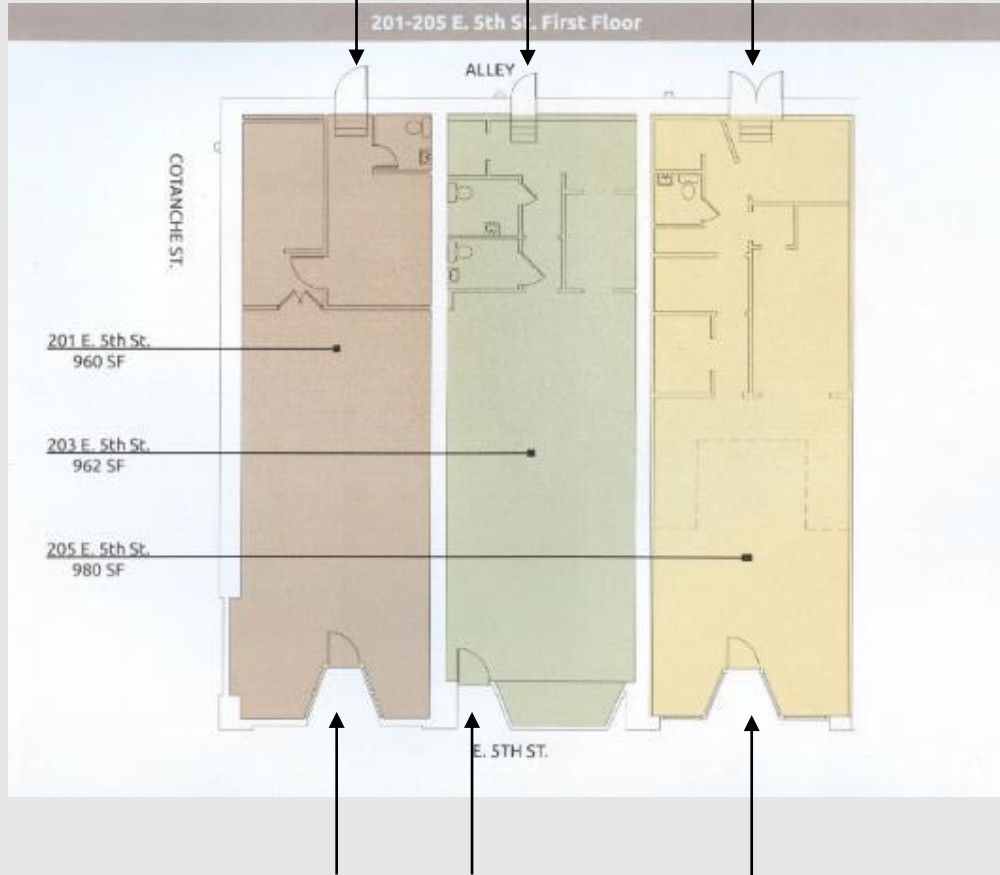 201-205 E. 5th St. First Floor
ALLEY
COTANCHE ST.
201 E. 5th St.
960 SF
203 E. 5th St.
962 SF
205 E. 5th St.
980 SF
E. 5TH ST.